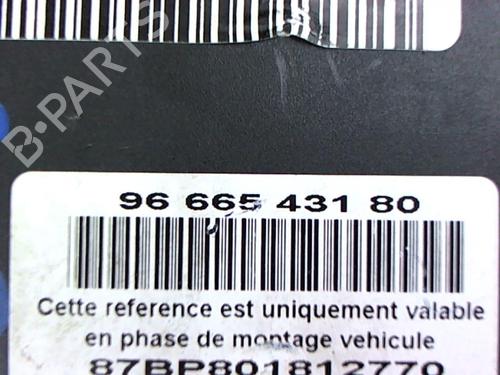 B-PARTS
96 665 431 80
Cette reference est uniquement valable
en phase de montage vehicule
87BP801812770